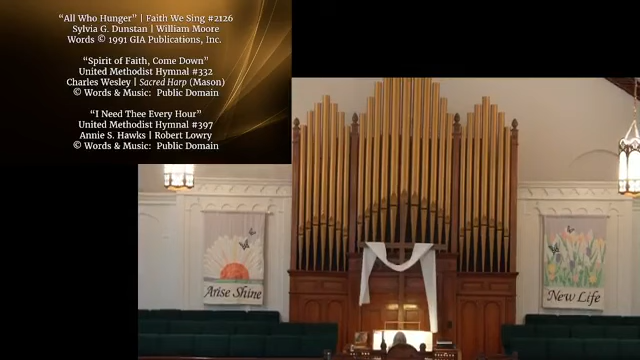 "All Who Hunger" | Faith We Sing #2126
Sylvia G. Dunstan | William Moore
Words © 1991 GIA Publications, Inc.
"Spirit of Faith, Come Down"
United Methodist Hymnal #332
Charles Wesley | Sacred Harp (Mason)
© Words & Music: Public Domain
"I Need Thee Every Hour"
United Methodist Hymnal #397
Annie S. Hawks | Robert Lowry
© Words & Music: Public Domain
Arise Shine
New Life